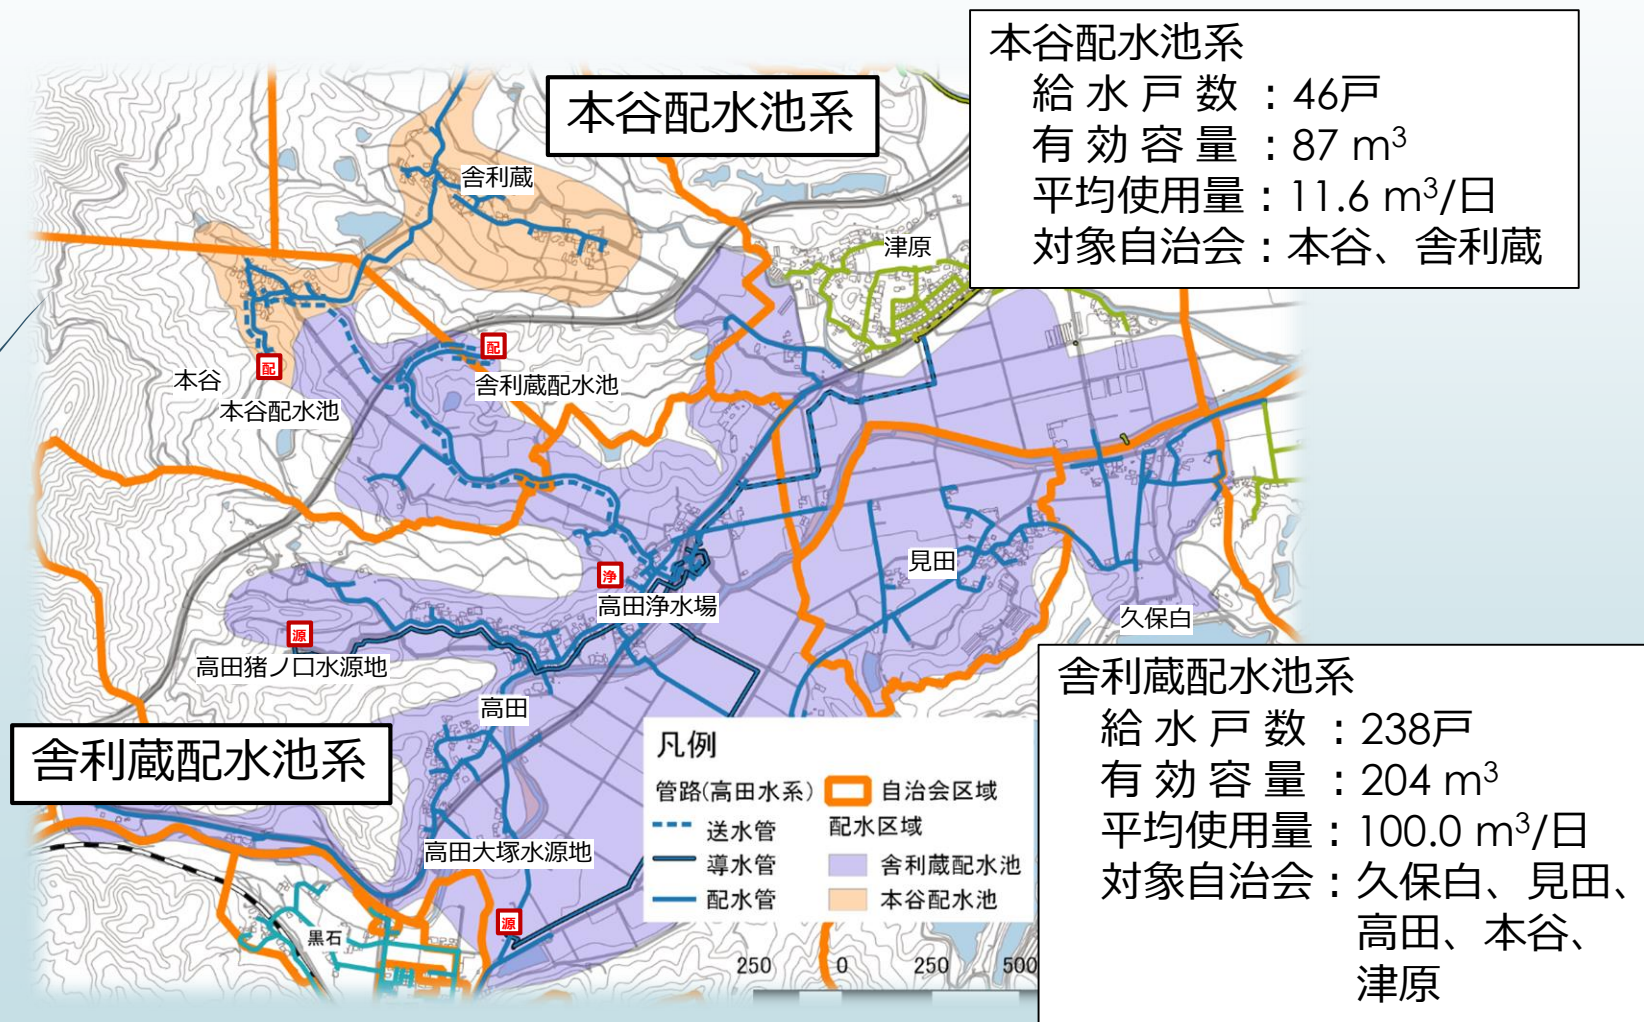 本谷配水池系
給水戸数：46戸
有効容量：87 m³
平均使用量：11.6 m³/日
対象自治会：本谷、舎利蔵
本谷配水池系
舎利蔵
津原
配
配
本谷
舎利蔵配水池
本谷配水池
見田
浄
高田浄水場
久保白
源
高田猪ノ口水源地
高田
舎利蔵配水池系
舎利蔵配水池系
給水戸数：238戸
有効容量：204 m³
平均使用量：100.0 m³/日
対象自治会：久保白、見田、
高田、本谷、
津原
凡例
管路(高田水系)
自治会区域
送水管
配水区域
導水管
舎利蔵配水池
配水管
本谷配水池
高田大塚水源地
源
黒石
250 0 250 500